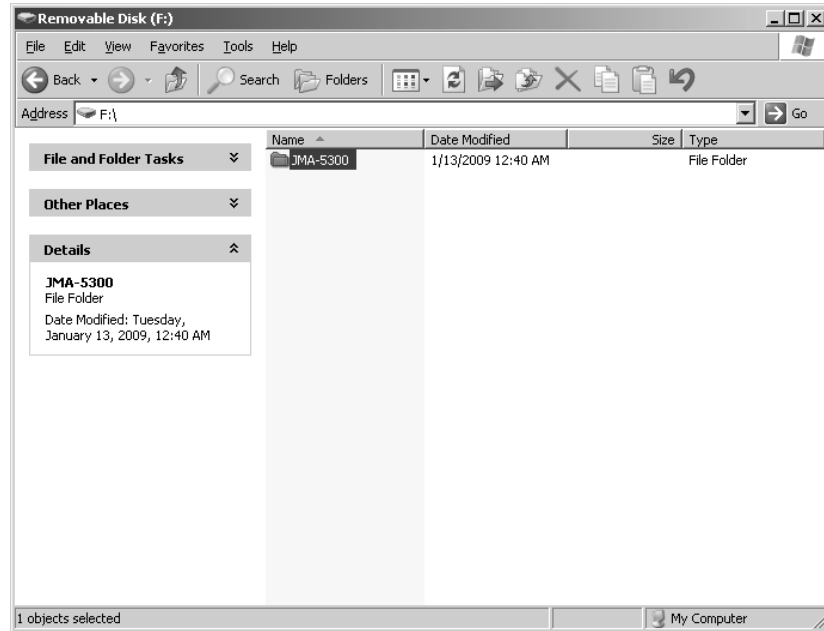 Removable Disk (F:)
File Edit View Favorites Tools Help
Back Search Folders
Address F:\ Go
Name Date Modified Size Type
JMA-5300 1/13/2009 12:40 AM File Folder
File and Folder Tasks
Other Places
Details
JMA-5300
File Folder
Date Modified: Tuesday,
January 13, 2009, 12:40 AM
1 objects selected My Computer